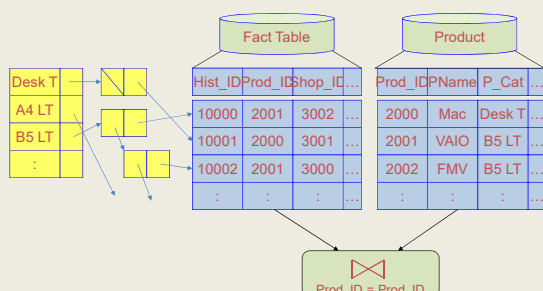 Fact Table
Product
Desk T
A4 LT
B5 LT
:
Hist_ID Prod_ID Shop_ID ...
10000 2001 3002 ...
10001 2000 3001 ...
10002 2001 3000 ...
: : : :
Prod_ID PName P_Cat ...
2000 Mac Desk T ...
2001 VAIO B5 LT ...
2002 FMV B5 LT ...
: : : :
Prod_ID = Prod_ID